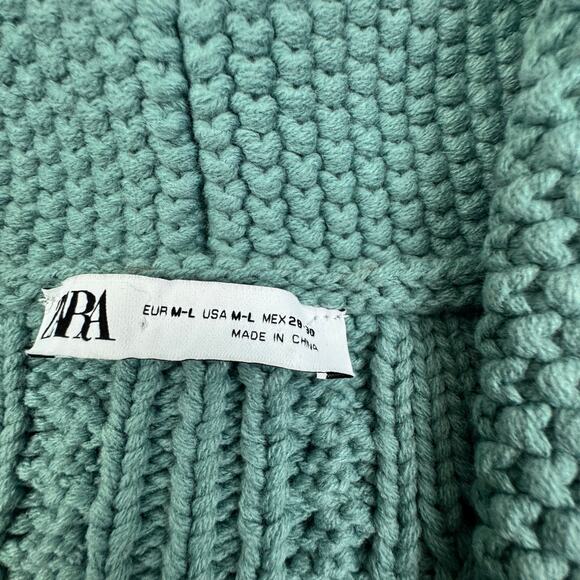 ZARA
EUR M-L USA M-L MEX 28-30
MADE IN CHINA